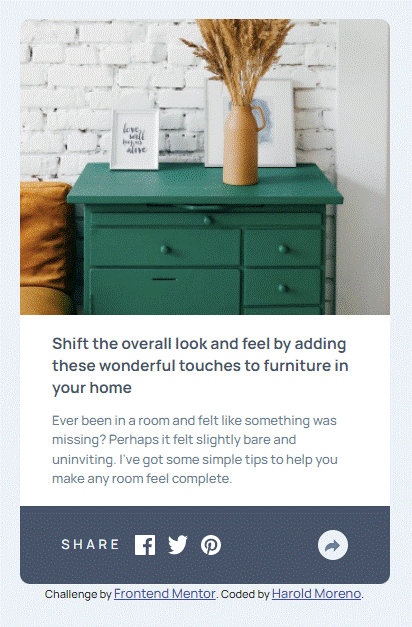 love
will
keep us
alive
Shift the overall look and feel by adding
these wonderful touches to furniture in
your home
Ever been in a room and felt like something was
missing? Perhaps it felt slightly bare and
uninviting. I've got some simple tips to help you
make any room feel complete.
SHARE
Challenge by Frontend Mentor. Coded by Harold Moreno.